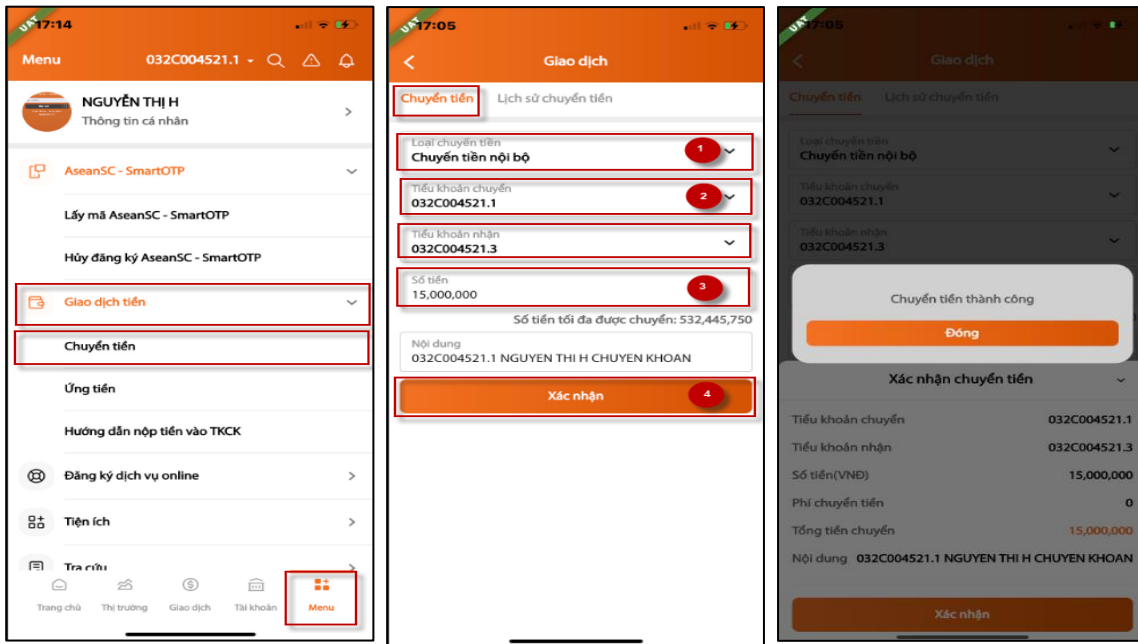 UAT
17:14
Menu
032C004521.1
NGUYỄN THỊ H
Thông tin cá nhân
AseanSC - SmartOTP
Lấy mã AseanSC - SmartOTP
Hủy đăng ký AseanSC - SmartOTP
Giao dịch tiền
Chuyển tiền
Ứng tiền
Hướng dẫn nộp tiền vào TKCK
Đăng ký dịch vụ online
Tiện ích
Tra cứu
Trang chủ Thị trường Giao dịch Tài khoản Menu
UAT
17:05
Giao dịch
Chuyển tiền Lịch sử chuyển tiền
Loại chuyển tiền
Chuyển tiền nội bộ
1
Tiểu khoản chuyển
032C004521.1
2
Tiểu khoản nhận
032C004521.3
Số tiền
15,000,000
3
Số tiền tối đa được chuyển: 532,445,750
Nội dung
032C004521.1 NGUYEN THI H CHUYEN KHOAN
Xác nhận
4
UAT
17:05
Giao dịch
Chuyển tiền Lịch sử chuyển tiền
Loại chuyển tiền
Chuyển tiền nội bộ
Tiểu khoản chuyển
032C004521.1
Tiểu khoản nhận
032C004521.3
Chuyển tiền thành công
Đóng
Xác nhận chuyển tiền
Tiểu khoản chuyển 032C004521.1
Tiểu khoản nhận 032C004521.3
Số tiền(VNĐ) 15,000,000
Phí chuyển tiền 0
Tổng tiền chuyển 15,000,000
Nội dung 032C004521.1 NGUYEN THI H CHUYEN KHOAN
Xác nhận